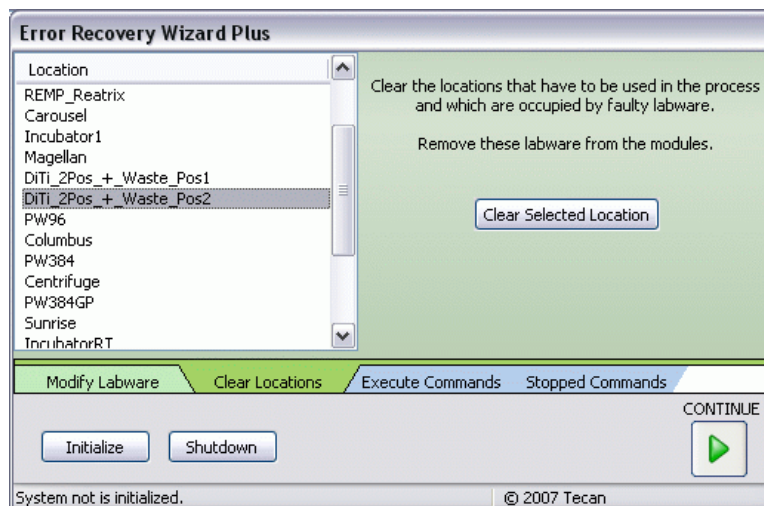 Error Recovery Wizard Plus
Location
REMP_Reatrix
Carousel
Incubator1
Magellan
DiTi_2Pos_+_Waste_Pos1
DiTi_2Pos_+_Waste_Pos2
PW96
Columbus
PW384
Centrifuge
PW384GP
Sunrise
IncubatorRT
Clear the locations that have to be used in the process
and which are occupied by faulty labware.
Remove these labware from the modules.
Clear Selected Location
Modify Labware Clear Locations Execute Commands Stopped Commands
Initialize Shutdown
CONTINUE
System not is initialized. © 2007 Tecan